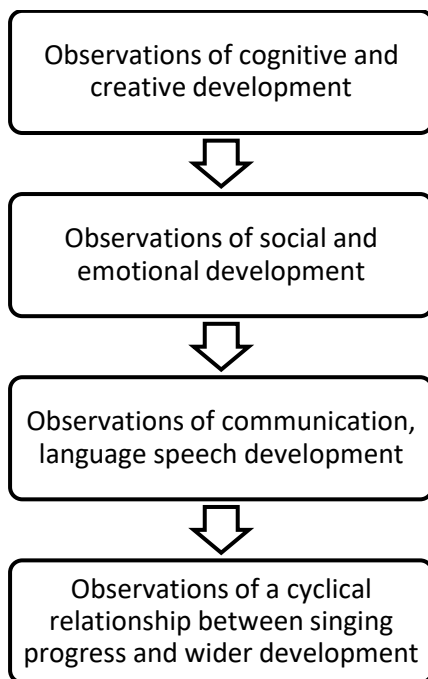 Observations of cognitive and
creative development
Observations of social and
emotional development
Observations of communication,
language speech development
Observations of a cyclical
relationship between singing
progress and wider development